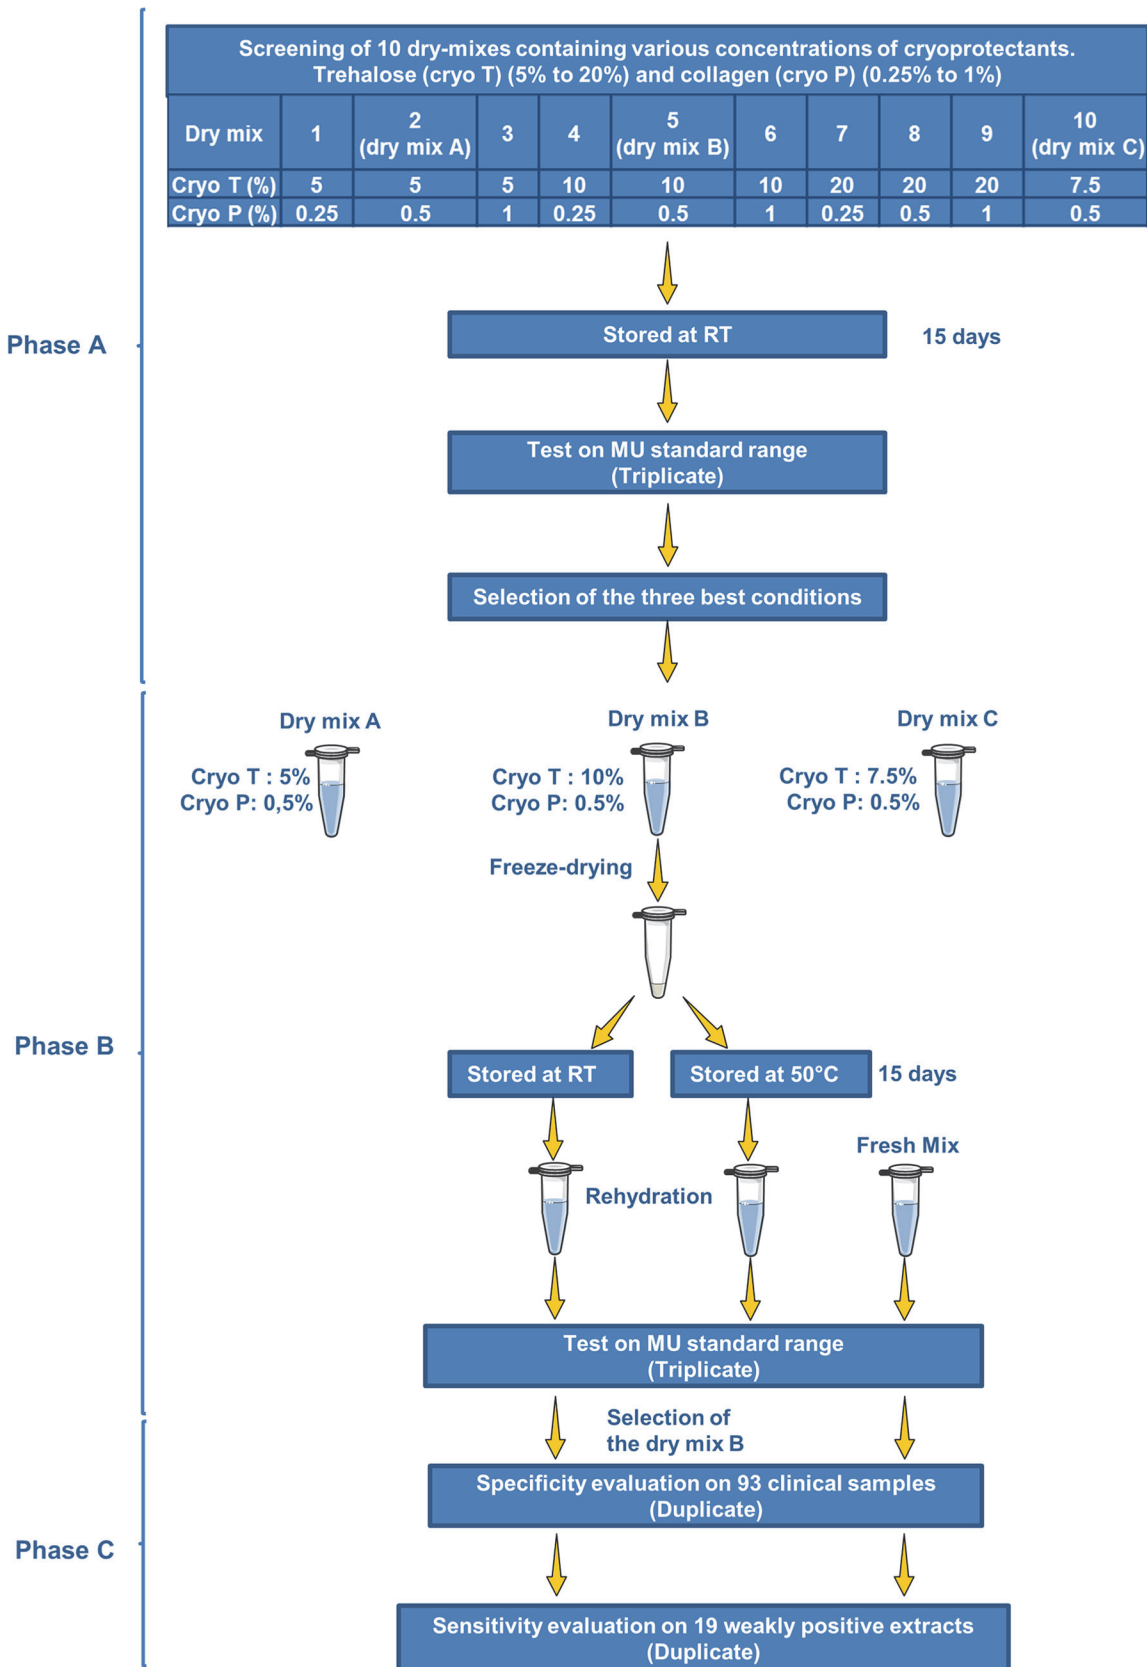 Screening of 10 dry-mixes containing various concentrations of cryoprotectants.
Trehalose (cryo T) (5% to 20%) and collagen (cryo P) (0.25% to 1%)
Dry mix 1 2 (dry mix A) 3 4 5 (dry mix B) 6 7 8 9 10 (dry mix C)
Cryo T (%) 5 5 5 10 10 10 20 20 20 7.5
Cryo P (%) 0.25 0.5 1 0.25 0.5 1 0.25 0.5 1 0.5
Phase A
Stored at RT
15 days
Test on MU standard range
(Triplicate)
Selection of the three best conditions
Phase B
Dry mix A
Cryo T : 5%
Cryo P: 0,5%
Dry mix B
Cryo T : 10%
Cryo P: 0.5%
Dry mix C
Cryo T : 7.5%
Cryo P: 0.5%
Freeze-drying
Stored at RT
Stored at 50°C
15 days
Rehydration
Fresh Mix
Test on MU standard range
(Triplicate)
Phase C
Selection of
the dry mix B
Specificity evaluation on 93 clinical samples
(Duplicate)
Sensitivity evaluation on 19 weakly positive extracts
(Duplicate)